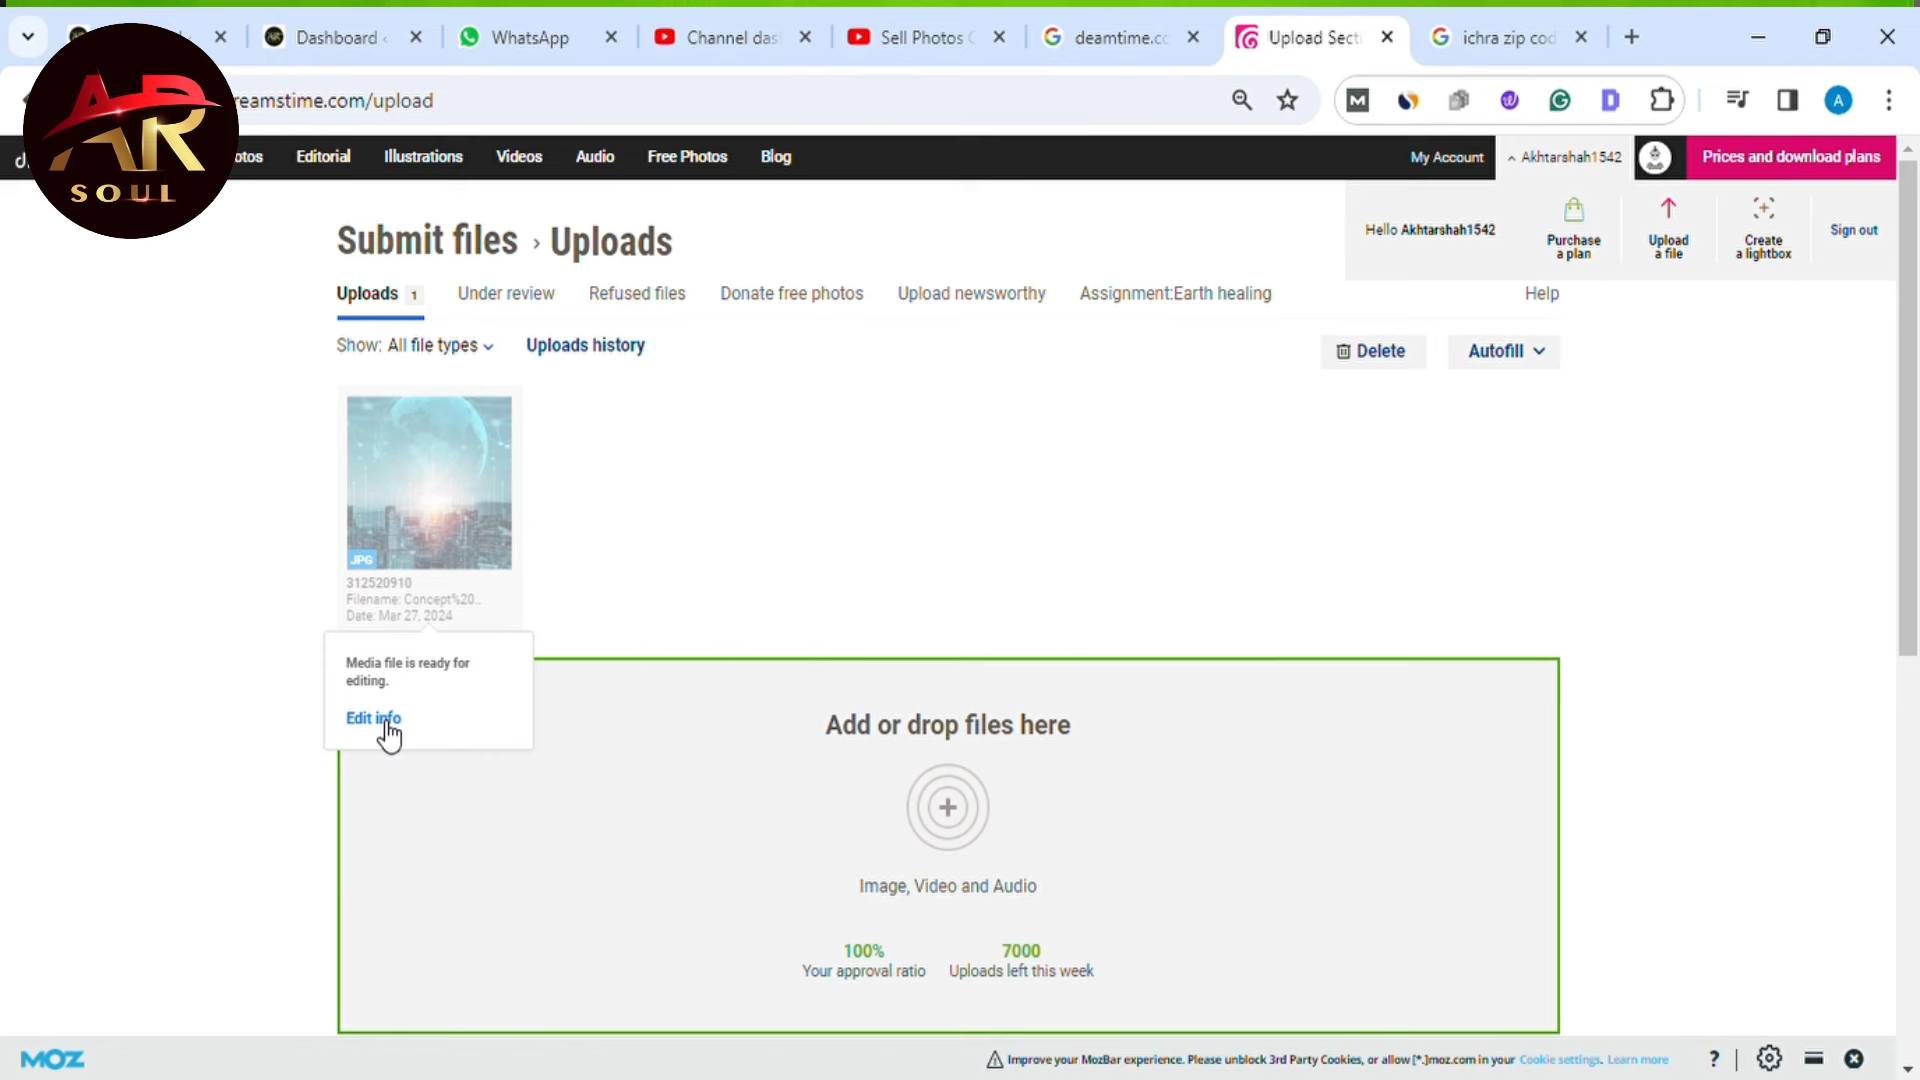 Dashboard
WhatsApp
Channel das
Sell Photos
deamtime.cc
Upload Secti
ichra zip cod
reamstime.com/upload
AR
SOUL
otos
Editorial
Illustrations
Videos
Audio
Free Photos
Blog
My Account
Akhtarshah1542
Prices and download plans
Hello Akhtarshah1542
Purchase
a plan
Upload
a file
Create
a lightbox
Sign out
Submit files › Uploads
Uploads 1
Under review
Refused files
Donate free photos
Upload newsworthy
Assignment:Earth healing
Help
Show: All file types
Uploads history
Delete
Autofill
JPG
312520910
Filename: Concept%20..
Date: Mar 27, 2024
Media file is ready for
editing.
Edit info
Add or drop files here
Image, Video and Audio
100%
Your approval ratio
7000
Uploads left this week
MOZ
Improve your MozBar experience. Please unblock 3rd Party Cookies, or allow [*.]moz.com in your Cookie settings. Learn more
?